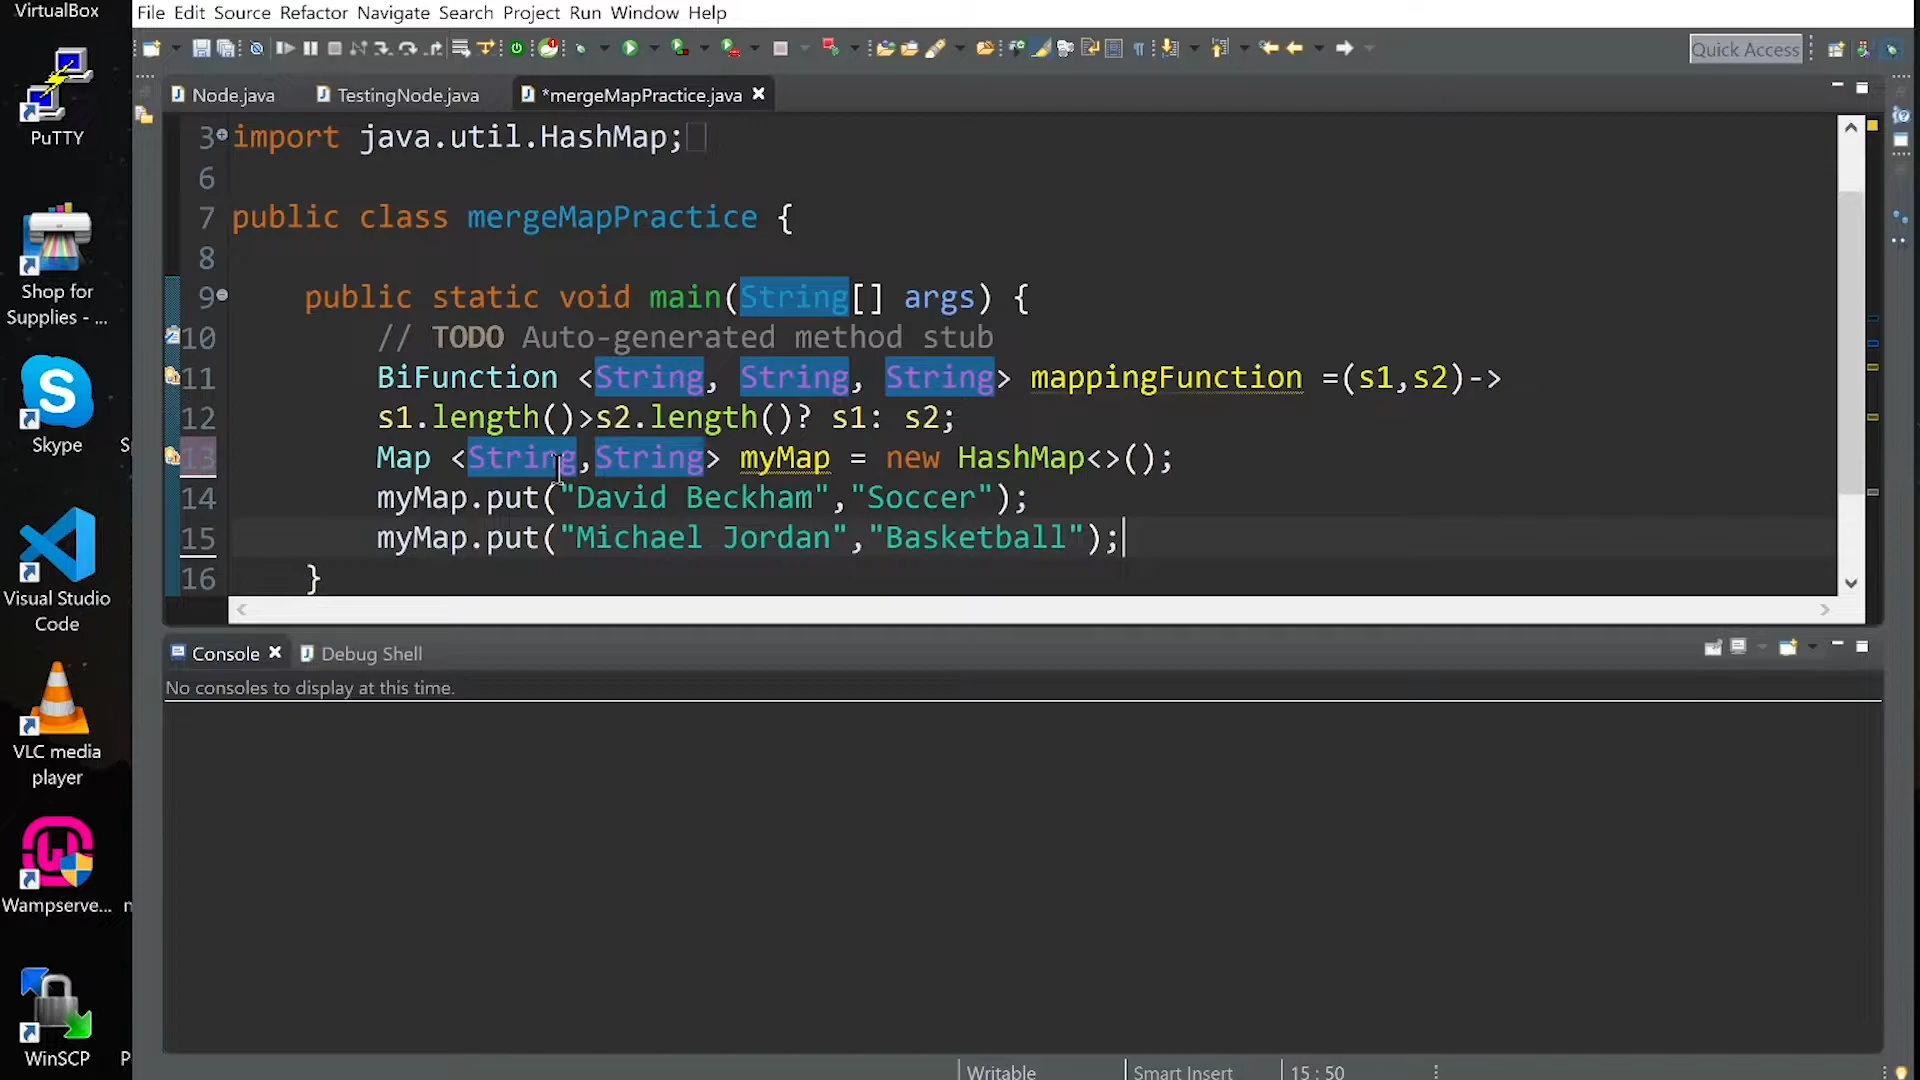 VirtualBox
File Edit Source Refactor Navigate Search Project Run Window Help
Quick Access
PuTTY
Shop for
Supplies - ...
Skype S
Visual Studio
Code
VLC media
player
Wampserve... n
WinSCP P
Node.java TestingNode.java *mergeMapPractice.java
3 import java.util.HashMap;
6
7 public class mergeMapPractice {
8
9 public static void main(String[] args) {
10 // TODO Auto-generated method stub
11 BiFunction <String, String, String> mappingFunction =(s1,s2)->
12 s1.length()>s2.length()? s1: s2;
13 Map <String,String> myMap = new HashMap<>();
14 myMap.put("David Beckham","Soccer");
15 myMap.put("Michael Jordan","Basketball");
16 }
Console Debug Shell
No consoles to display at this time.
Writable Smart Insert 15 : 50